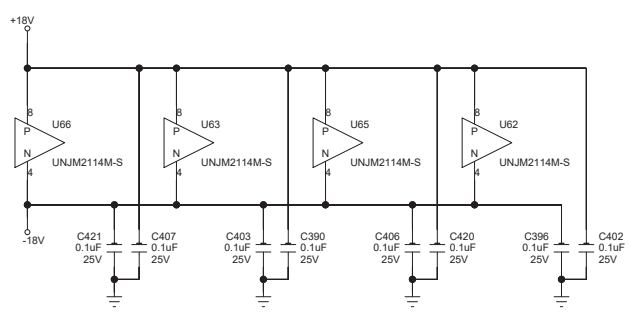 +18V
8
P
N
4
U66
UNJM2114M-S
8
P
N
4
U63
UNJM2114M-S
8
P
N
4
U65
UNJM2114M-S
8
P
N
4
U62
UNJM2114M-S
-18V
C421
0.1uF
25V
C407
0.1uF
25V
C403
0.1uF
25V
C390
0.1uF
25V
C406
0.1uF
25V
C420
0.1uF
25V
C396
0.1uF
25V
C402
0.1uF
25V